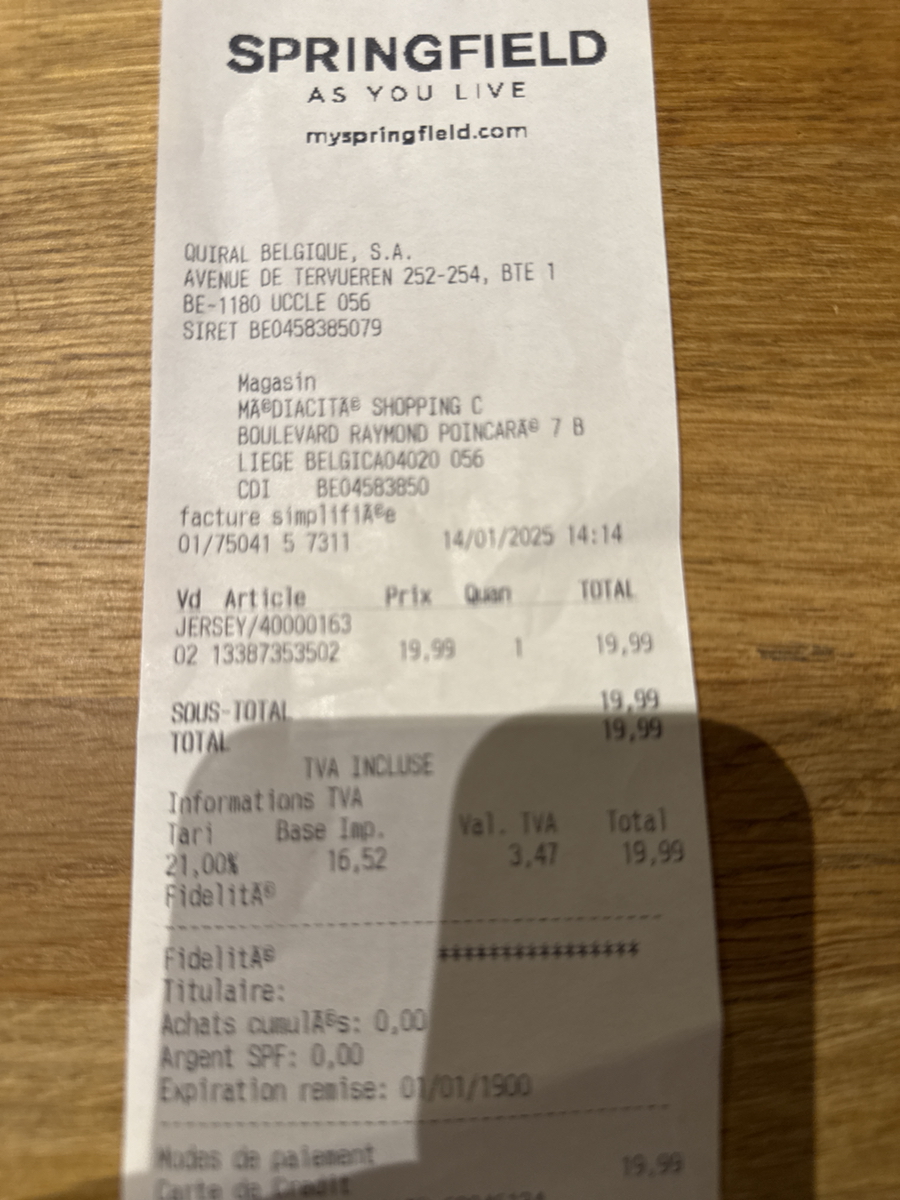 SPRINGFIELD
AS YOU LIVE
myspringfield.com
QUIRAL BELGIQUE, S.A.
AVENUE DE TERVUEREN 252-254, BTE 1
BE-1180 UCCLE 056
SIRET BE0458385079
Magasin
MÃ©DIACITÃ© SHOPPING C
BOULEVARD RAYMOND POINCARÃ© 7 B
LIEGE BELGICA04020 056
CDI BE04583850
facture simplifiÃ©e
01/75041 5 7311 14/01/2025 14:14
Vd Article Prix Quan TOTAL
JERSEY/40000163
02 13387353502 19.99 1 19,99
SOUS-TOTAL 19,99
TOTAL 19,99
TVA INCLUSE
Informations TVA
Tari Base Imp. Val. TVA Total
21,00% 16,52 3,47 19,99
FidelitÃ©
FidelitÃ© ****************
Titulaire:
Achats cumulÃ©s: 0,00
Argent SPF: 0,00
Expiration remise: 01/01/1900
Modes de paiement 19,99
Carte de Credit